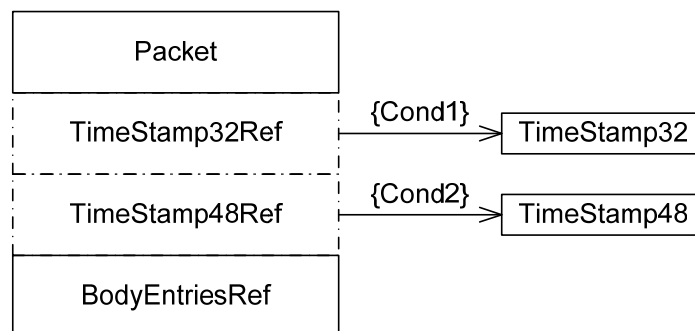 Packet
TimeStamp32Ref
{Cond1}
TimeStamp32
TimeStamp48Ref
{Cond2}
TimeStamp48
BodyEntriesRef